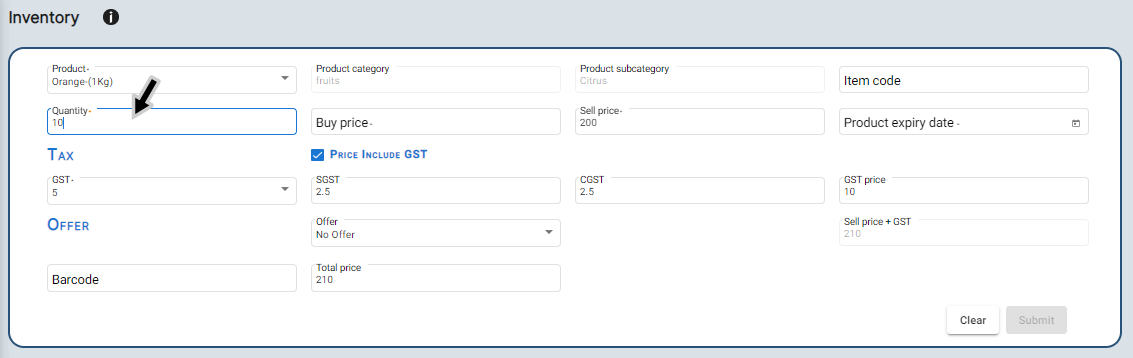 Inventory
Product-
Orange-(1Kg)
Product category
fruits
Product subcategory
Citrus
Item code
Quantity-
10
Buy price -
Sell price-
200
Product expiry date -
Tax
Price Include GST
GST-
5
SGST
2.5
CGST
2.5
GST price
10
Offer
Offer
No Offer
Sell price + GST
210
Barcode
Total price
210
Clear
Submit